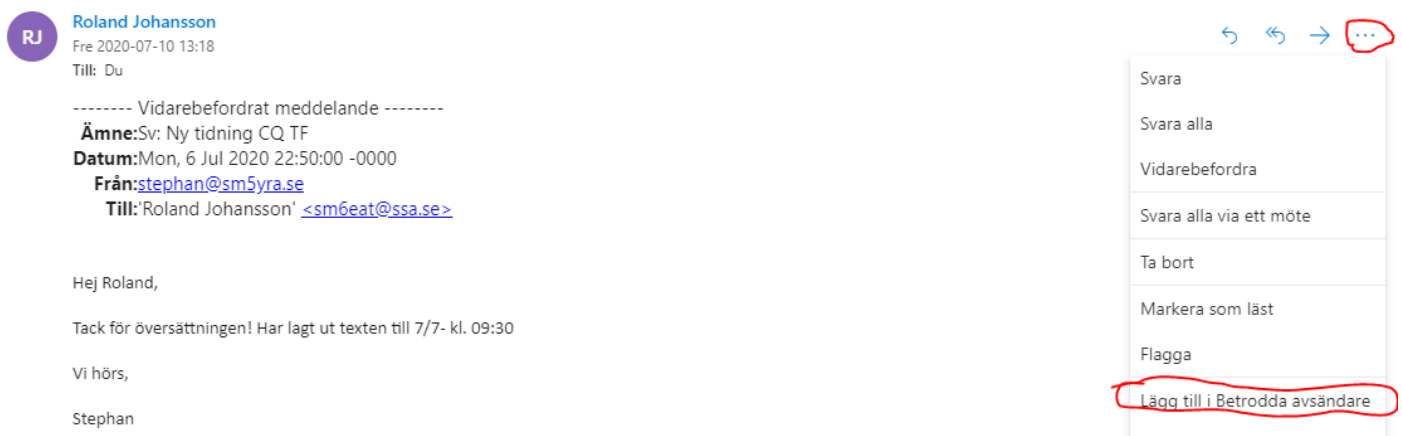 RJ
Roland Johansson
Fre 2020-07-10 13:18
Till: Du
-------- Vidarebefordrat meddelande --------
Ämne:Sv: Ny tidning CQ TF
Datum:Mon, 6 Jul 2020 22:50:00 -0000
Från:stephan@sm5yra.se
Till:'Roland Johansson' <sm6eat@ssa.se>
Hej Roland,
Tack för översättningen! Har lagt ut texten till 7/7- kl. 09:30
Vi hörs,
Stephan
...
Svara
Svara alla
Vidarebefordra
Svara alla via ett möte
Ta bort
Markera som läst
Flagga
Lägg till i Betrodda avsändare